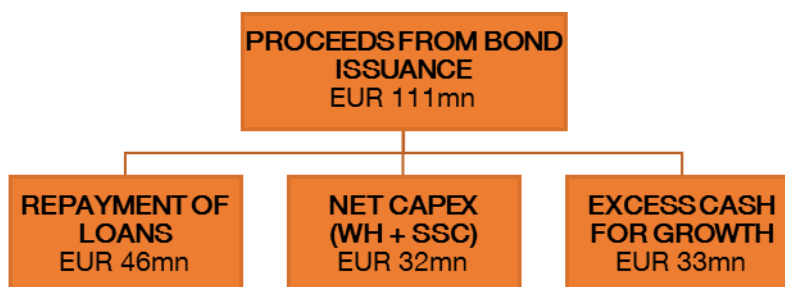 PROCEEDS FROM BOND
ISSUANCE
EUR 111mn
REPAYMENT OF
LOANS
EUR 46mn
NET CAPEX
(WH + SSC)
EUR 32mn
EXCESS CASH
FOR GROWTH
EUR 33mn